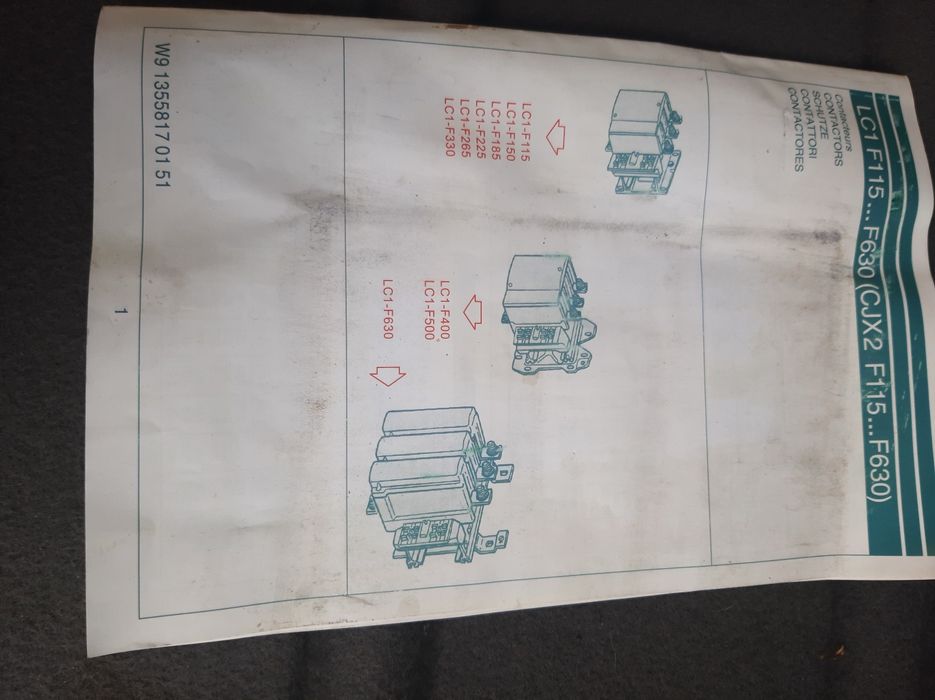 LC1 F115...F630 (CJX2 F115...F630)
Contacteurs
CONTACTORS
SCHÜTZE
CONTATTORI
CONTACTORES
LC1-F115
LC1-F150
LC1-F185
LC1-F225
LC1-F265
LC1-F330
LC1-F400
LC1-F500
LC1-F630
W9 1355817 01 51
1